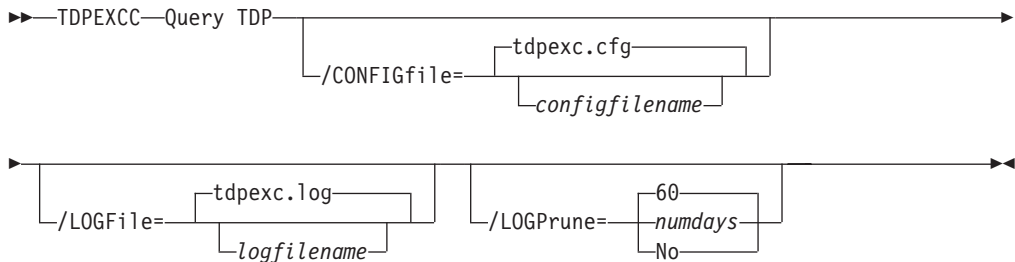 TDPEXCC Query TDP
tdpexc.cfg
/CONFIGfile=
configfilename
tdpexc.log
60
/LOGFile=
/LOGPrune=
numdays
logfilename
No